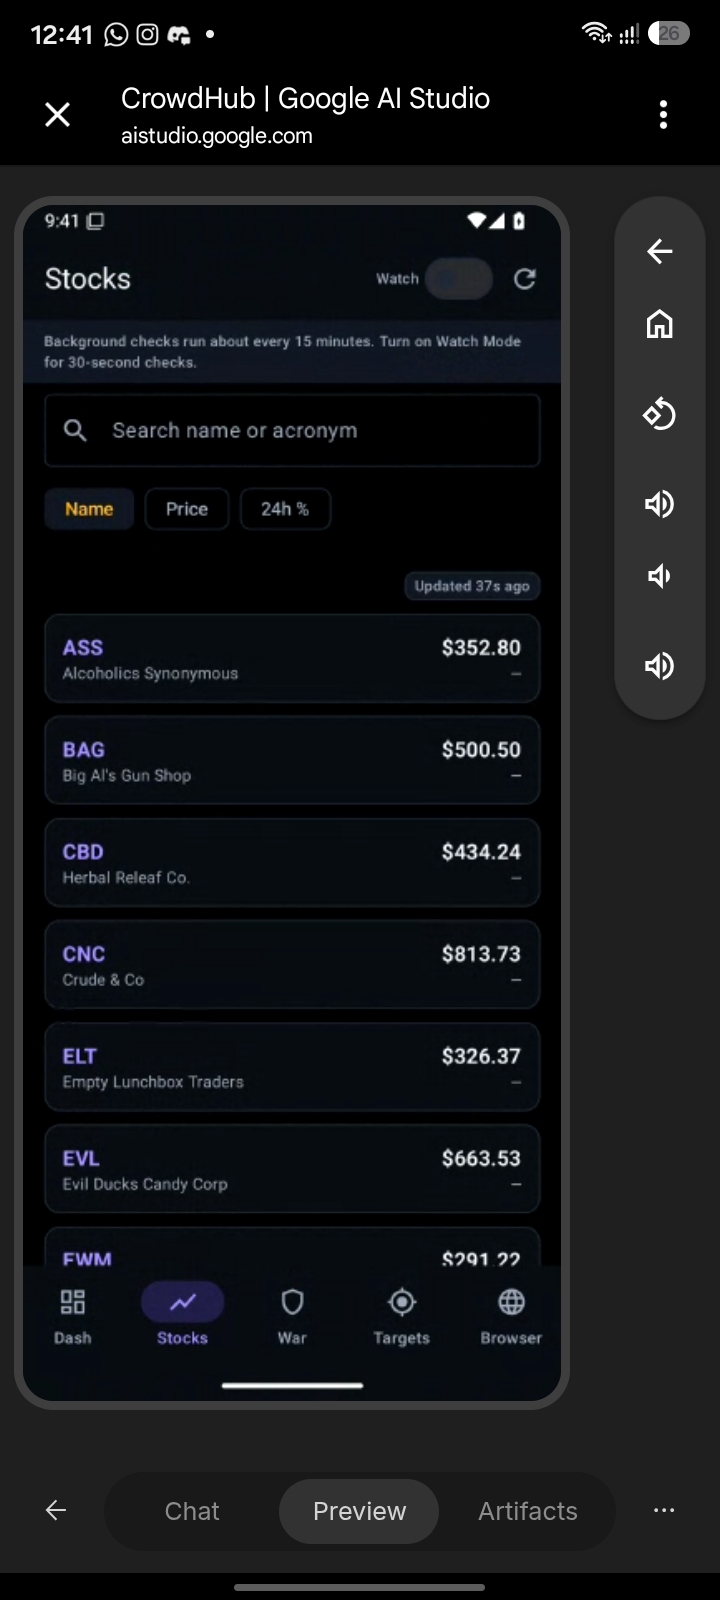 12:41
26
CrowdHub | Google AI Studio
aistudio.google.com
9:41
Stocks
Watch
Background checks run about every 15 minutes. Turn on Watch Mode
for 30-second checks.
Search name or acronym
Name Price 24h %
Updated 37s ago
ASS $352.80
Alcoholics Synonymous –
BAG $500.50
Big Al's Gun Shop –
CBD $434.24
Herbal Releaf Co. –
CNC $813.73
Crude & Co –
ELT $326.37
Empty Lunchbox Traders –
EVL $663.53
Evil Ducks Candy Corp –
FWM $291.22
Dash Stocks War Targets Browser
Chat Preview Artifacts